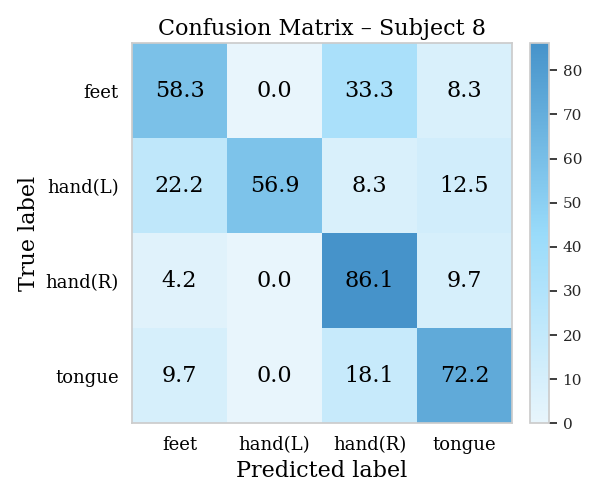 Confusion Matrix – Subject 8
True label
feet 58.3 0.0 33.3 8.3
hand(L) 22.2 56.9 8.3 12.5
hand(R) 4.2 0.0 86.1 9.7
tongue 9.7 0.0 18.1 72.2
feet hand(L) hand(R) tongue
Predicted label
80
70
60
50
40
30
20
10
0